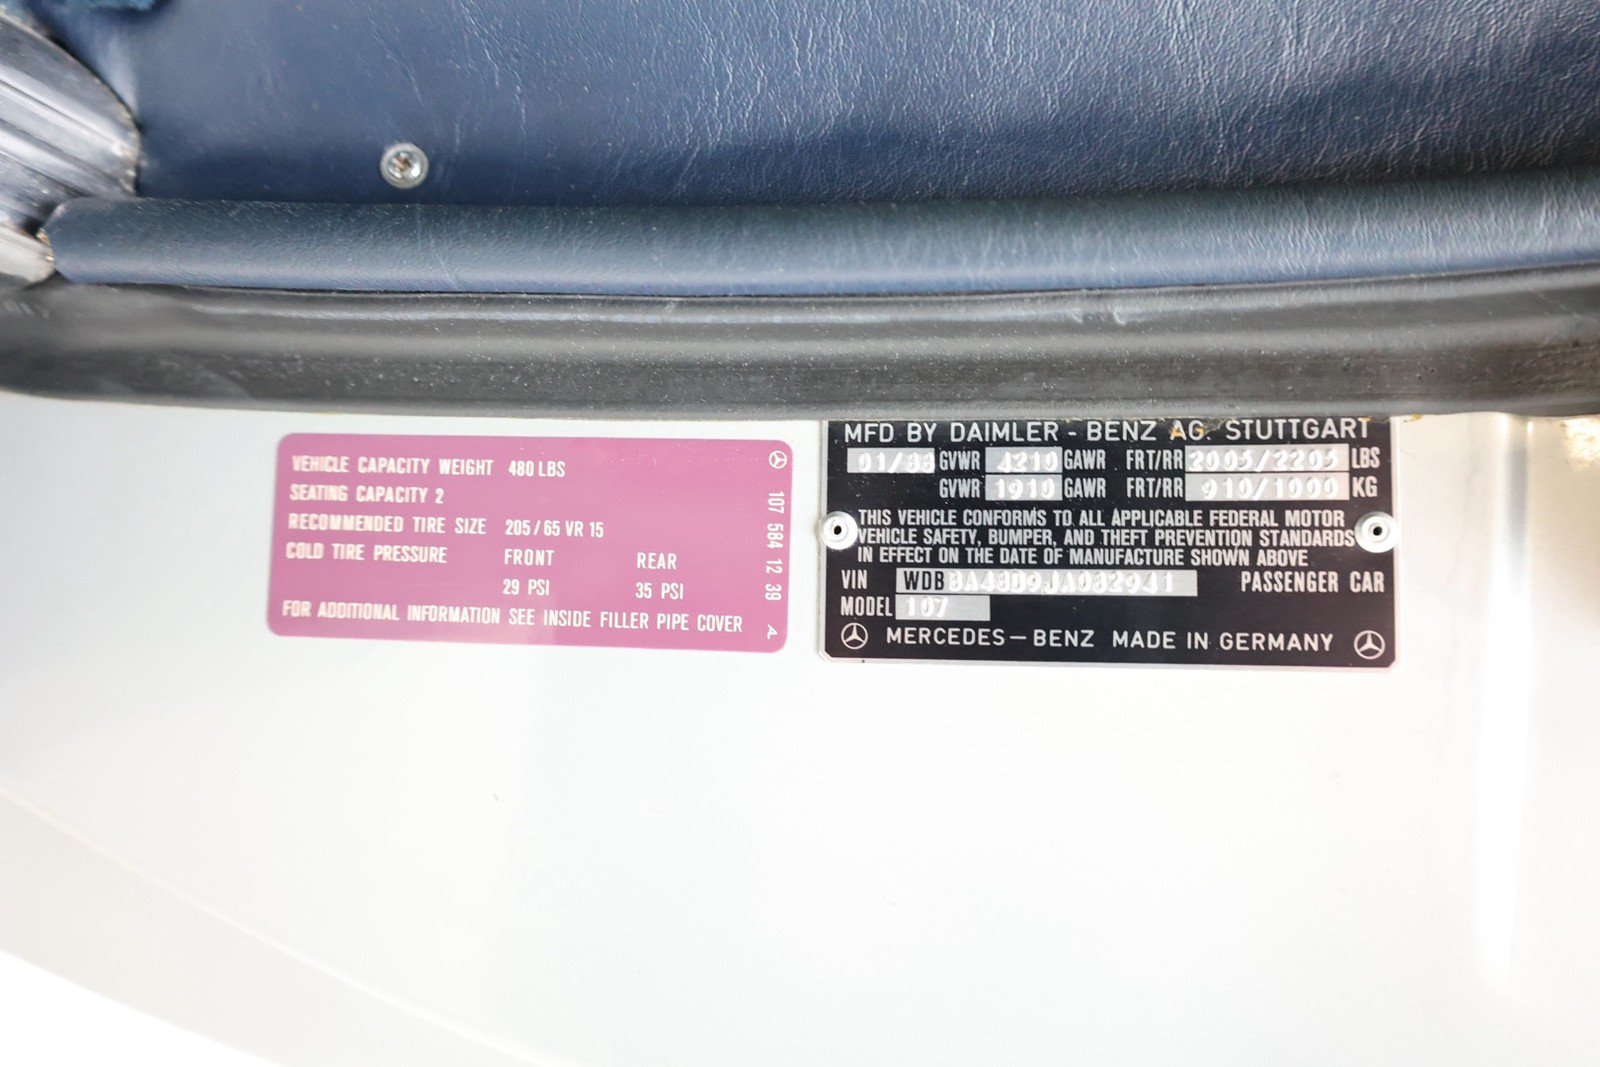 VEHICLE CAPACITY WEIGHT 480 LBS
SEATING CAPACITY 2
RECOMMENDED TIRE SIZE 205/65 VR 15
COLD TIRE PRESSURE FRONT REAR
29 PSI 35 PSI
FOR ADDITIONAL INFORMATION SEE INSIDE FILLER PIPE COVER
107 584 12 39 A
MFD BY DAIMLER-BENZ AG. STUTTGART
01/88 GVWR 4210 GAWR FRT/RR 2005/2205 LBS
GVWR 1910 GAWR FRT/RR 910/1000 KG
THIS VEHICLE CONFORMS TO ALL APPLICABLE FEDERAL MOTOR
VEHICLE SAFETY, BUMPER, AND THEFT PREVENTION STANDARDS
IN EFFECT ON THE DATE OF MANUFACTURE SHOWN ABOVE
VIN WDBBA48D9JA082941 PASSENGER CAR
MODEL 107
MERCEDES-BENZ MADE IN GERMANY